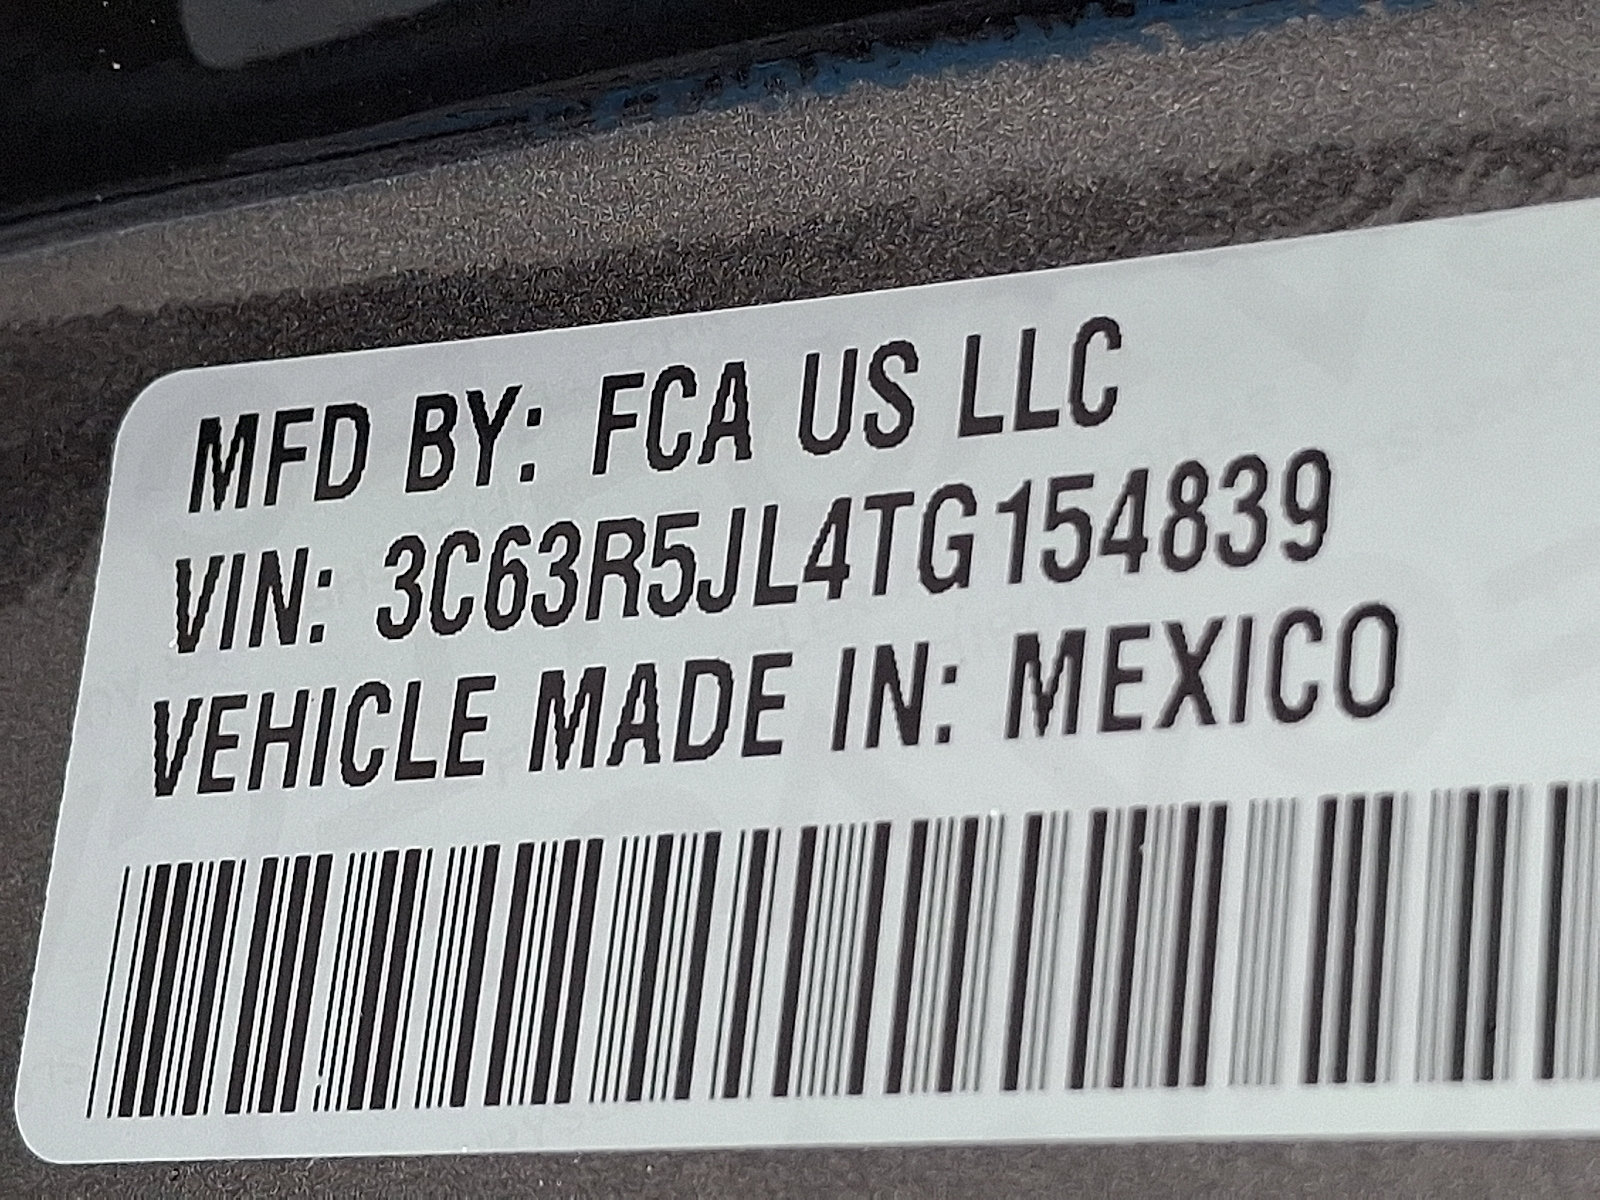 MFD BY: FCA US LLC
VIN: 3C63R5JL4TG154839
VEHICLE MADE IN: MEXICO